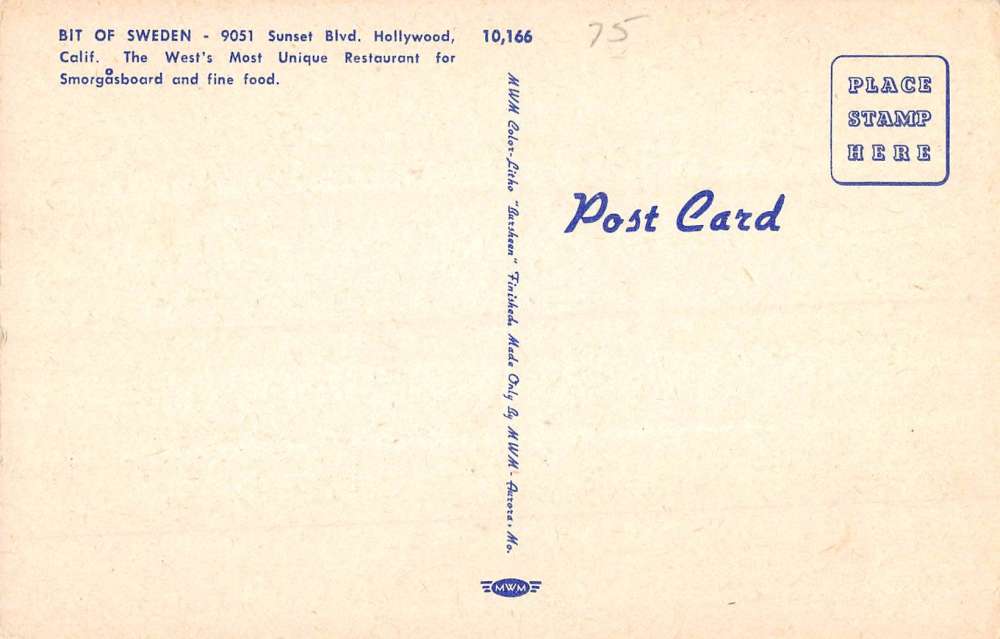 BIT OF SWEDEN - 9051 Sunset Blvd. Hollywood,
Calif. The West's Most Unique Restaurant for
Smorgåsboard and fine food.
10,166
75
PLACE
STAMP
HERE
Post Card
MWM Color-Litho "Varsheen" Finished, Made Only By MWM - Aurora, Mo.
MWM